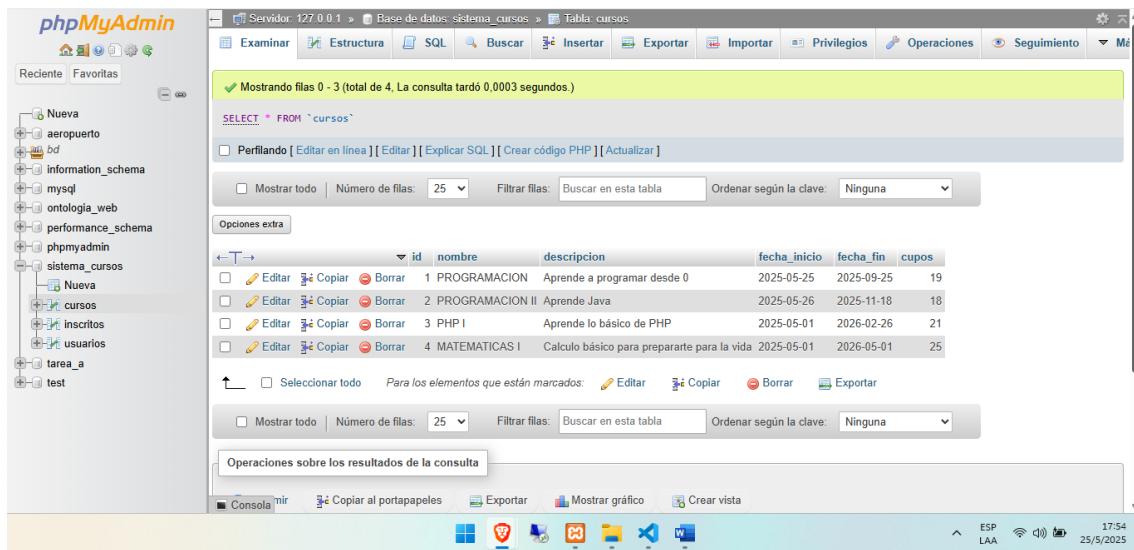 phpMyAdmin
Reciente Favoritas
Nueva
aeropuerto
bd
information_schema
mysql
ontologia_web
performance_schema
phpmyadmin
sistema_cursos
Nueva
cursos
inscritos
usuarios
tarea_a
test
Servidor: 127.0.0.1 » Base de datos: sistema_cursos » Tabla: cursos
Examinar Estructura SQL Buscar Insertar Exportar Importar Privilegios Operaciones Seguimiento Má
Mostrando filas 0 - 3 (total de 4, La consulta tardó 0,0003 segundos.)
SELECT * FROM `cursos`
Perfilando [ Editar en línea ] [ Editar ] [ Explicar SQL ] [ Crear código PHP ] [ Actualizar ]
Mostrar todo | Número de filas: 25 Filtrar filas: Buscar en esta tabla Ordenar según la clave: Ninguna
Opciones extra
←T→ id nombre descripcion fecha_inicio fecha_fin cupos
Editar Copiar Borrar 1 PROGRAMACION Aprende a programar desde 0 2025-05-25 2025-09-25 19
Editar Copiar Borrar 2 PROGRAMACION II Aprende Java 2025-05-26 2025-11-18 18
Editar Copiar Borrar 3 PHP I Aprende lo básico de PHP 2025-05-01 2026-02-26 21
Editar Copiar Borrar 4 MATEMATICAS I Calculo básico para prepararte para la vida 2025-05-01 2026-05-01 25
Seleccionar todo Para los elementos que están marcados: Editar Copiar Borrar Exportar
Mostrar todo | Número de filas: 25 Filtrar filas: Buscar en esta tabla Ordenar según la clave: Ninguna
Operaciones sobre los resultados de la consulta
Copiar al portapapeles Exportar Mostrar gráfico Crear vista
Consola
ESP
LAA
17:54
25/5/2025